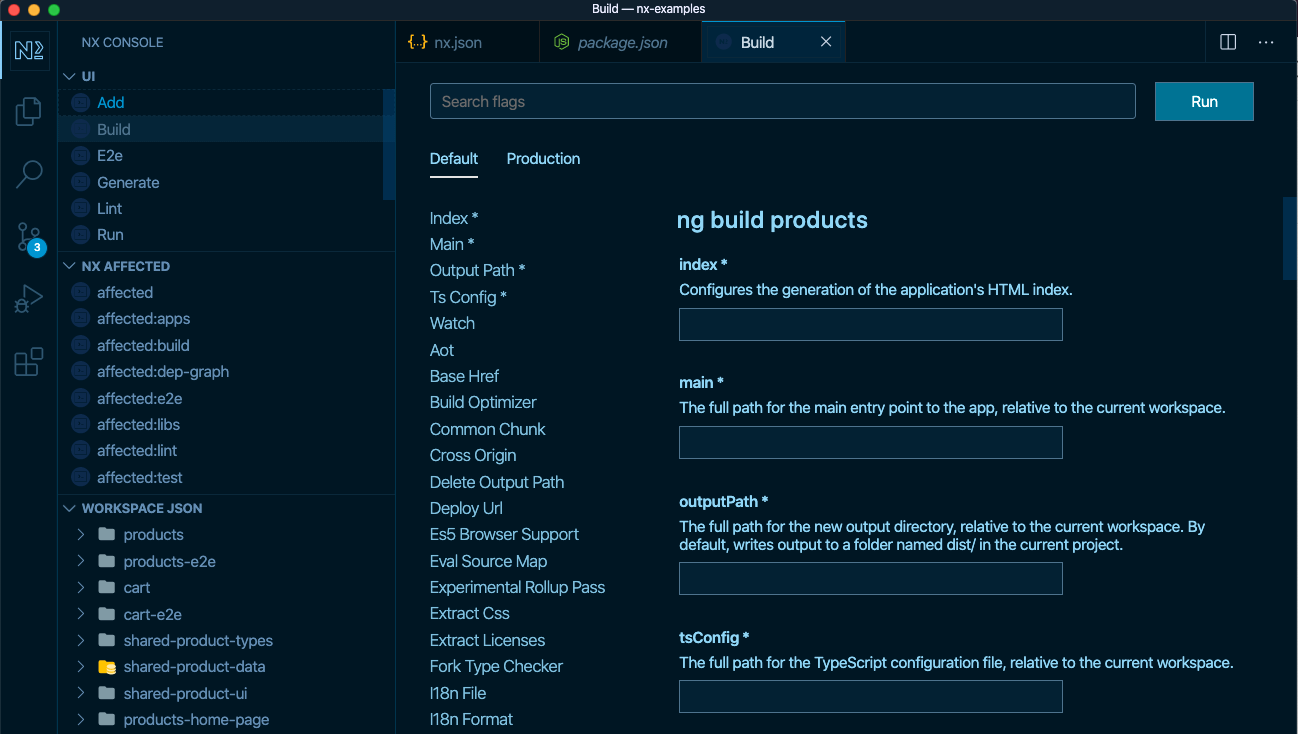 Build — nx-examples
NX CONSOLE
UI
Add
Build
E2e
Generate
Lint
Run
NX AFFECTED
affected
affected:apps
affected:build
affected:dep-graph
affected:e2e
affected:libs
affected:lint
affected:test
WORKSPACE JSON
products
products-e2e
cart
cart-e2e
shared-product-types
shared-product-data
shared-product-ui
products-home-page
3
{..} nx.json
JS package.json
Build
Search flags
Run
Default Production
Index *
Main *
Output Path *
Ts Config *
Watch
Aot
Base Href
Build Optimizer
Common Chunk
Cross Origin
Delete Output Path
Deploy Url
Es5 Browser Support
Eval Source Map
Experimental Rollup Pass
Extract Css
Extract Licenses
Fork Type Checker
I18n File
I18n Format
ng build products
index *
Configures the generation of the application's HTML index.
main *
The full path for the main entry point to the app, relative to the current workspace.
outputPath *
The full path for the new output directory, relative to the current workspace. By
default, writes output to a folder named dist/ in the current project.
tsConfig *
The full path for the TypeScript configuration file, relative to the current workspace.